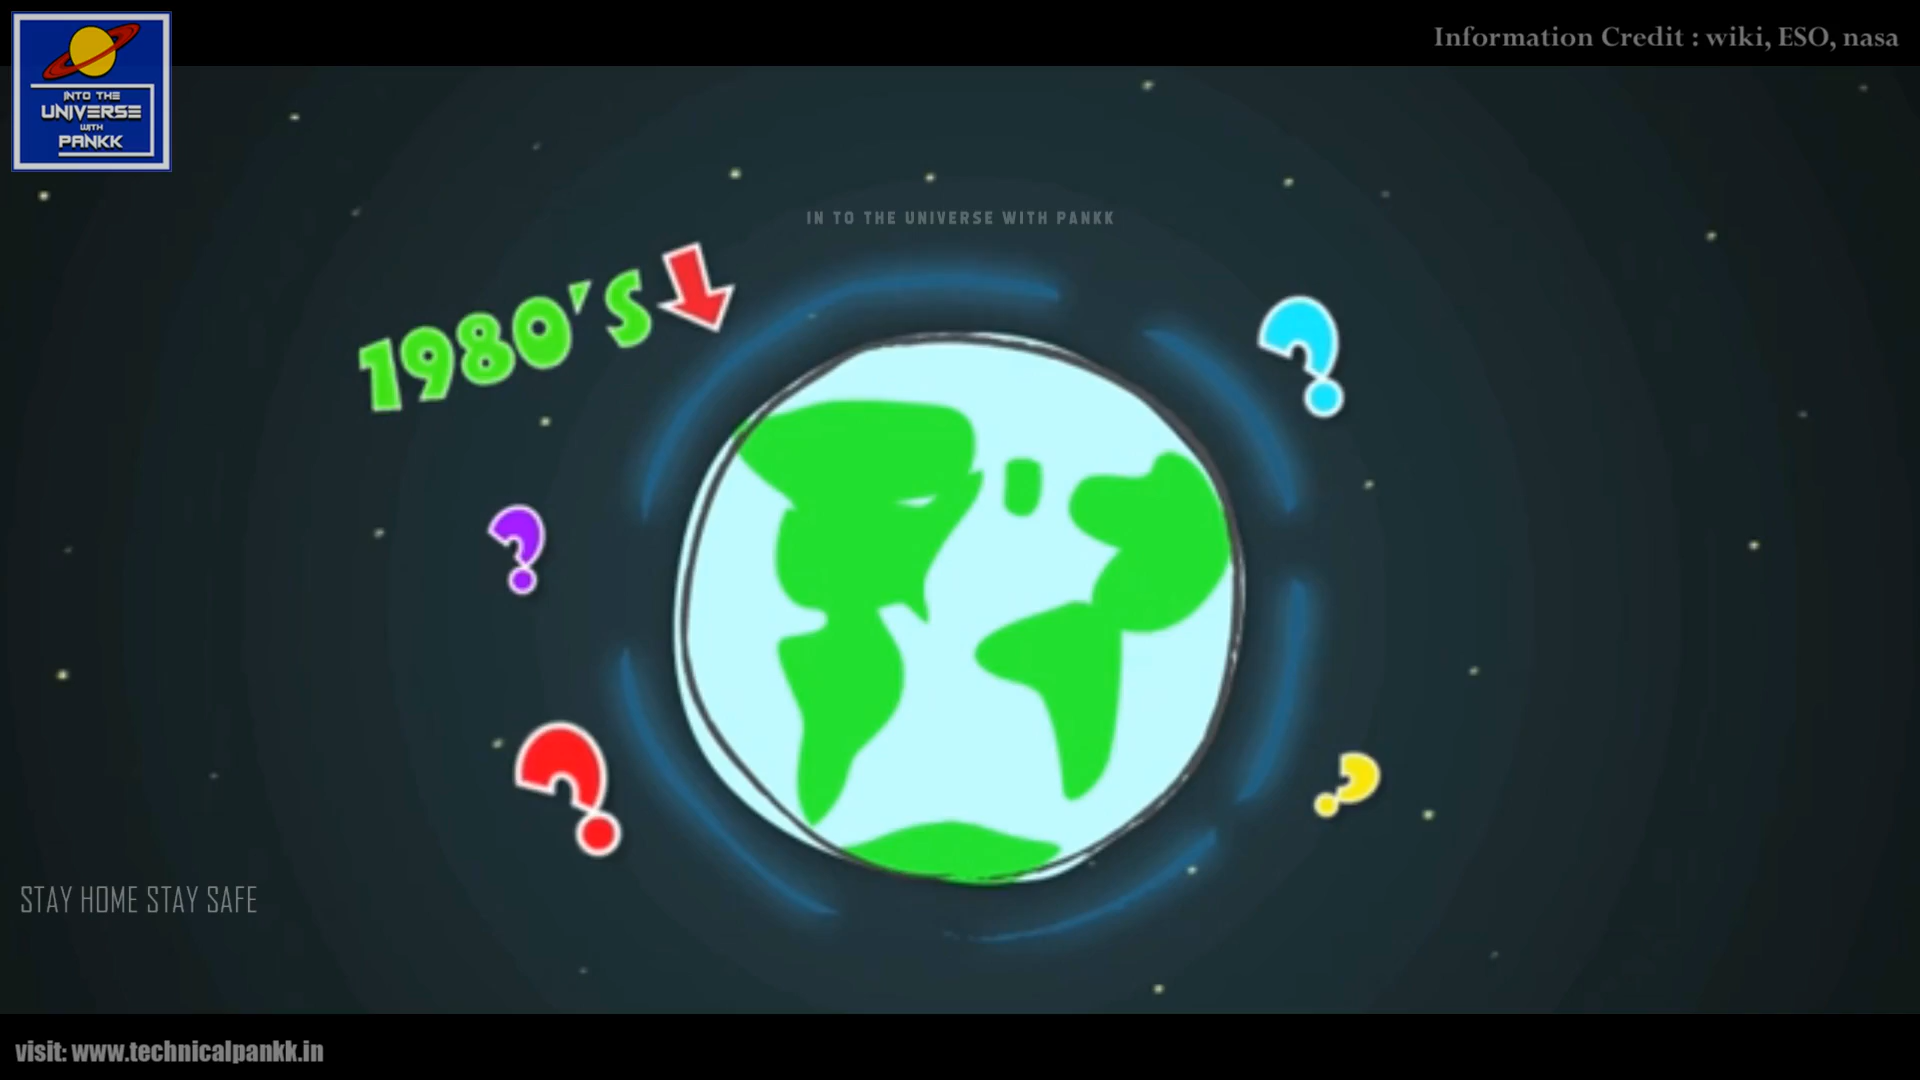 INTO THE
UNIVERSE
WITH
PANKK
Information Credit : wiki, ESO, nasa
IN TO THE UNIVERSE WITH PANKK
1980'S
?
?
?
?
STAY HOME STAY SAFE
visit: www.technicalpankk.in